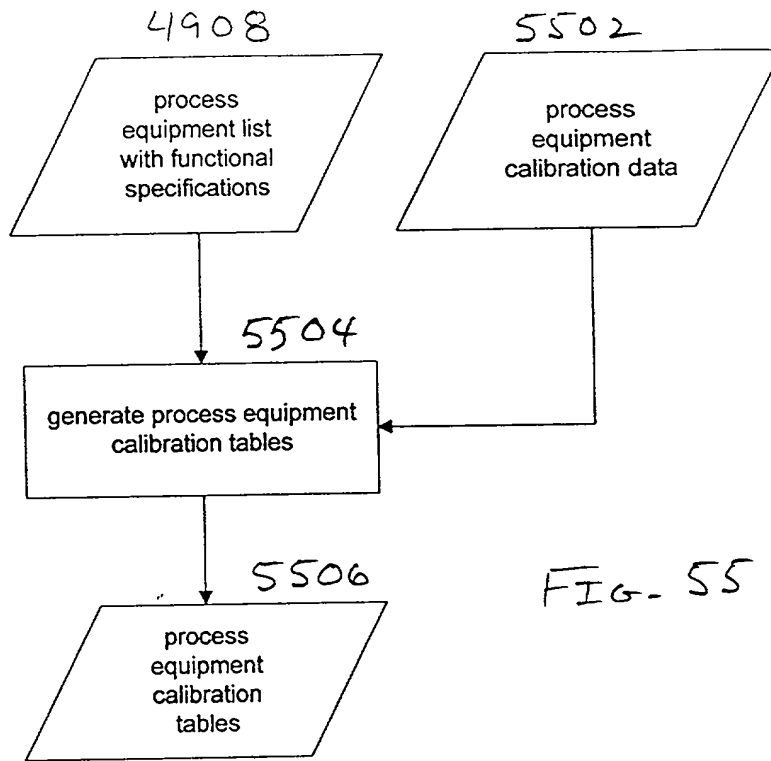 4908
5502
process
equipment list
with functional
specifications
process
equipment
calibration data
5504
generate process equipment
calibration tables
5506
FIG. 55
process
equipment
calibration
tables